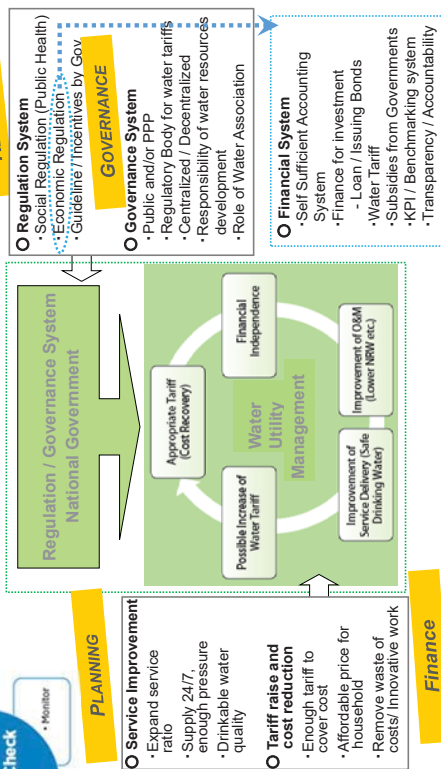 heck
• Monitor
PLANNING
Service Improvement
• Expand service
ratio
• Supply 24/7,
enough pressure
• Drinkable water
quality
Tariff raise and
cost reduction
• Enough tariff to
cover cost
• Affordable price for
household
• Remove waste of
costs/ Innovative work
Finance
Regulation / Governance System
National Government
Appropriate Tariff
(Cost Recovery)
Financial
Independence
Improvement of O&M
(Lower NRW etc.)
Improvement of
Service Delivery (Safe
Drinking Water)
Possible Increase of
Water Tariff
Water
Utility
Management
Regulation System
• Social Regulation (Public Health)
• Economic Regulation
• Guideline / Incentives by Gov
GOVERNANCE
Governance System
• Public and/or PPP
• Regulatory Body for water tariffs
• Centralized / Decentralized
• Responsibility of water resources
development
• Role of Water Association
Financial System
• Self Sufficient Accounting
System
• Finance for investment
- Loan / Issuing Bonds
• Water Tariff
• Subsidies from Governments
• KPI / Benchmarking system
• Transparency / Accountability